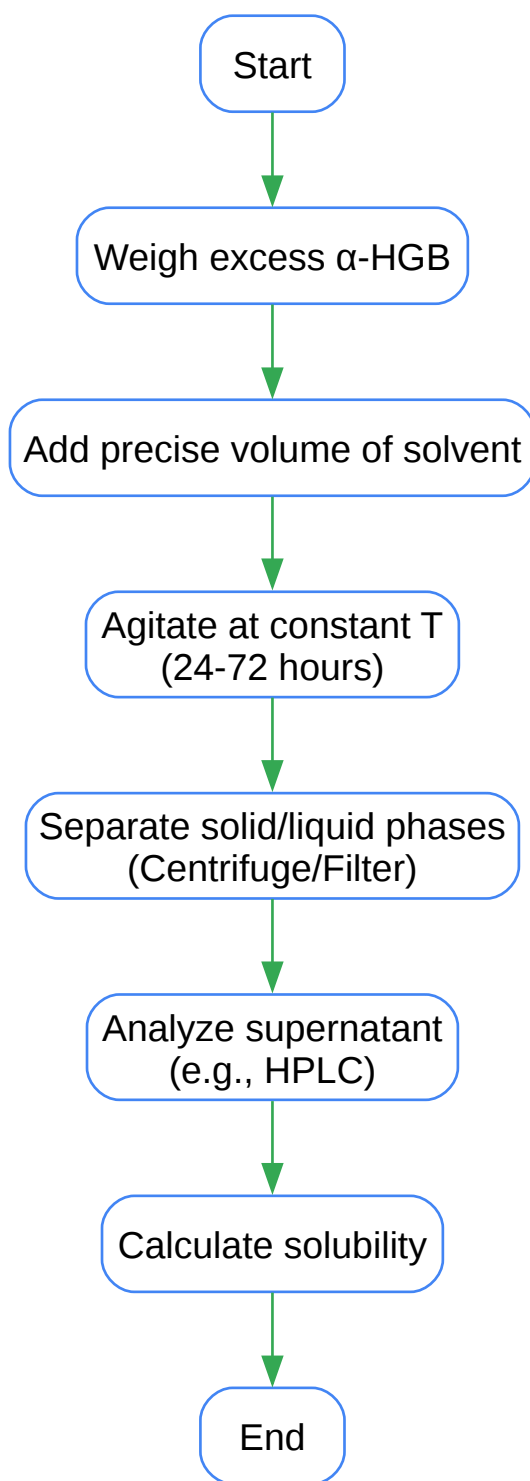 Start
Weigh excess α-HGB
Add precise volume of solvent
Agitate at constant T
(24-72 hours)
Separate solid/liquid phases
(Centrifuge/Filter)
Analyze supernatant
(e.g., HPLC)
Calculate solubility
End